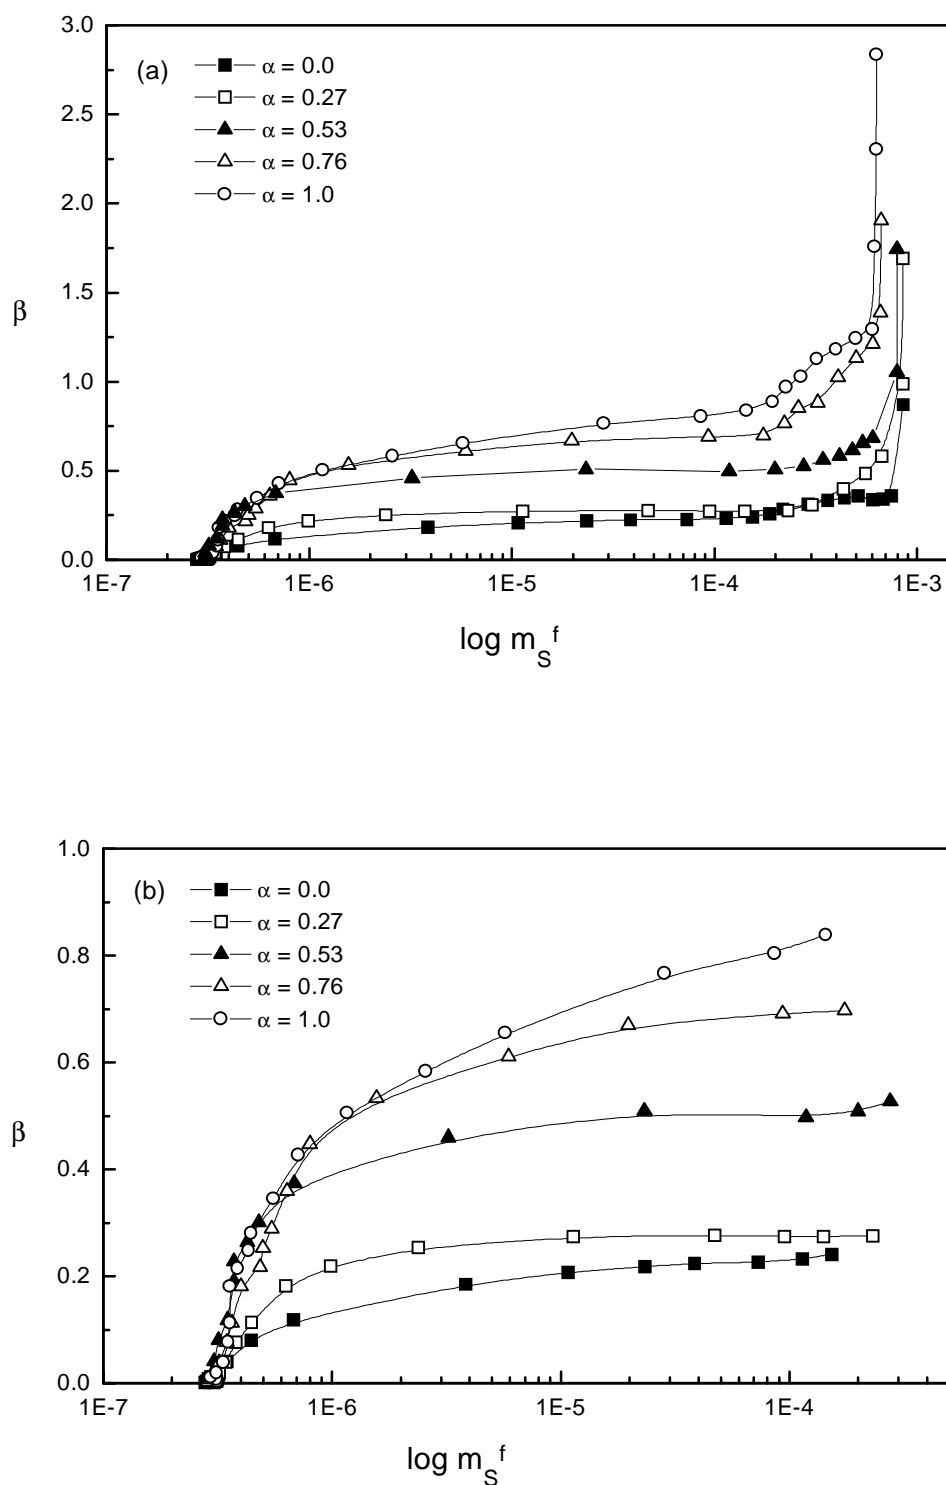 3.0
(a)
α = 0.0
α = 0.27
2.5
α = 0.53
α = 0.76
2.0
α = 1.0
1.5
β
1.0
0.5
0.0
1E-7 1E-6 1E-5 1E-4 1E-3
log m_S^f
1.0
(b)
α = 0.0
α = 0.27
0.8
α = 0.53
α = 0.76
α = 1.0
0.6
β
0.4
0.2
0.0
1E-7 1E-6 1E-5 1E-4
log m_S^f